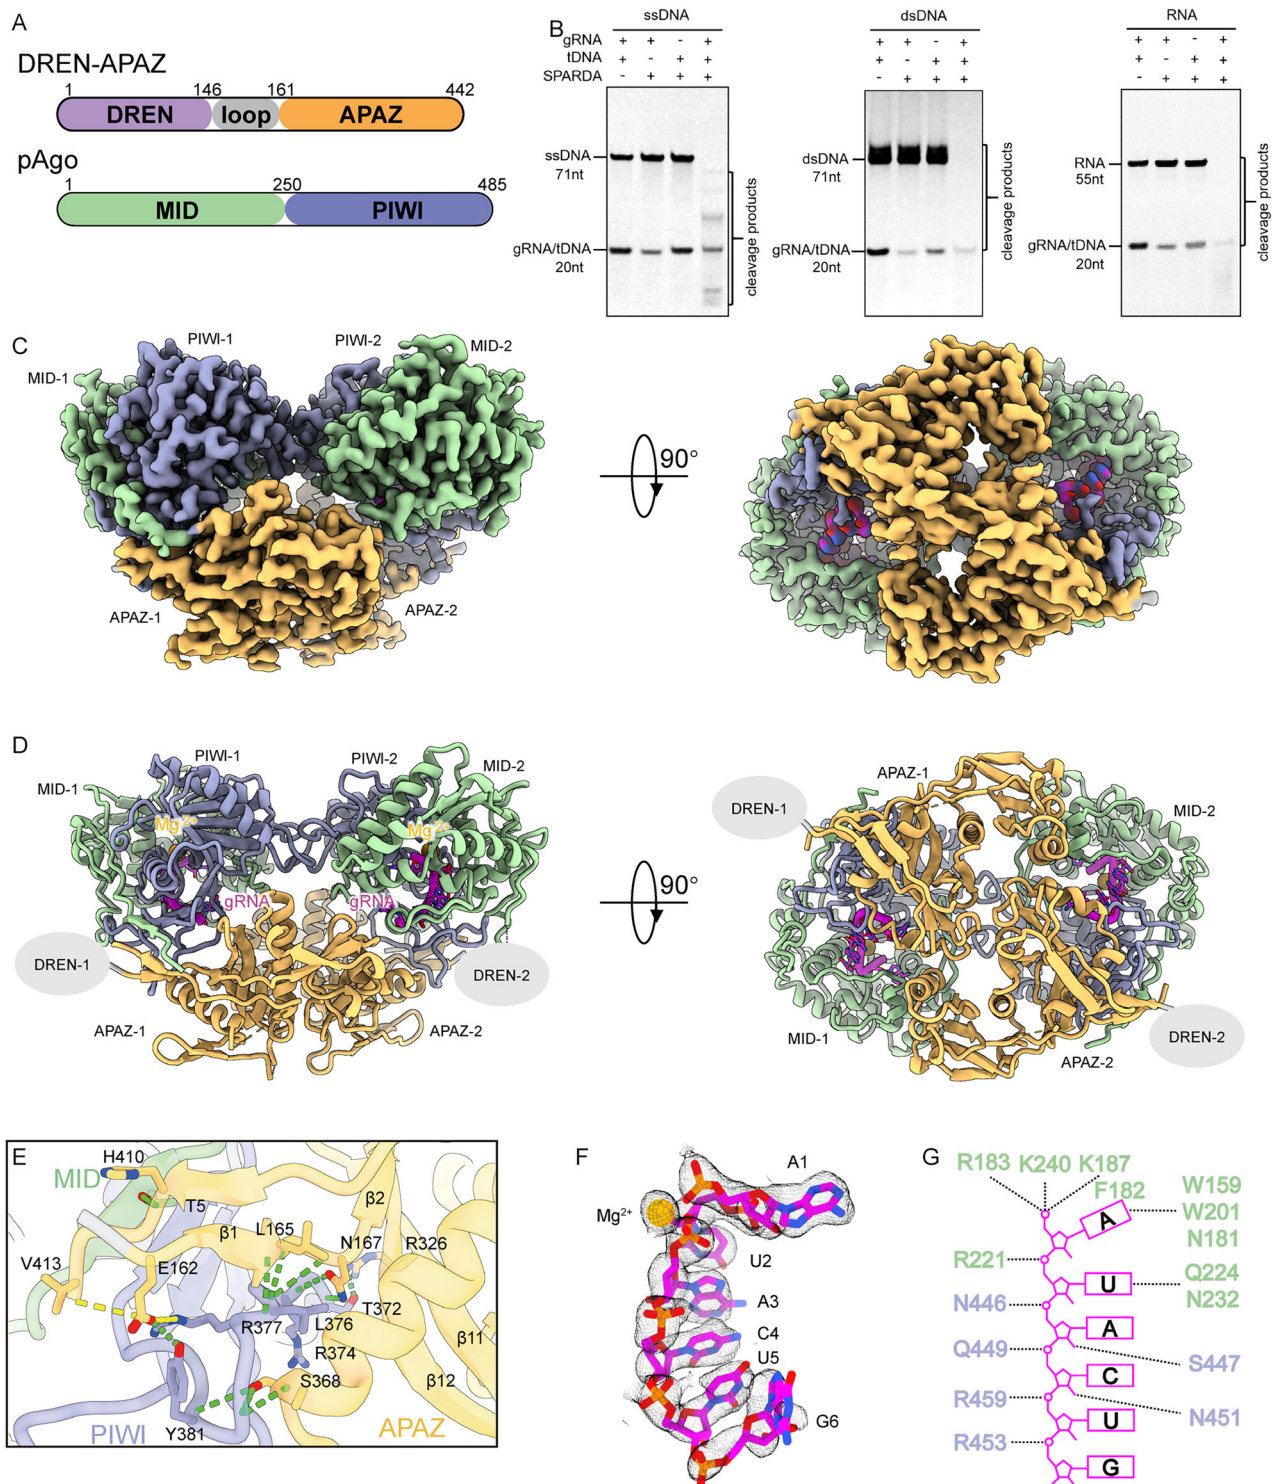 A
DREN-APAZ
1 146 161 442
DREN loop APAZ
pAgo
1 250 485
MID PIWI
B
ssDNA
gRNA + + - +
tDNA + - + +
SPARDA - + + +
ssDNA
71nt
gRNA/tDNA
20nt
cleavage products
dsDNA
+ + - +
+ - + +
- + + +
dsDNA
71nt
gRNA/tDNA
20nt
cleavage products
RNA
+ + - +
+ - + +
- + + +
RNA
55nt
gRNA/tDNA
20nt
cleavage products
C
PIWI-1
PIWI-2
MID-2
MID-1
APAZ-1
APAZ-2
90°
D
PIWI-1
PIWI-2
MID-2
MID-1
Mg2+
Mg2+
gRNA
gRNA
DREN-1
DREN-2
APAZ-1
APAZ-2
90°
APAZ-1
DREN-1
MID-2
MID-1
DREN-2
APAZ-2
E
H410
MID
T5
β2
β1
L165
N167
R326
V413
E162
T372
R377
L376
β11
R374
S368
β12
PIWI
Y381
APAZ
F
A1
Mg2+
U2
A3
C4
U5
G6
G
R183 K240 K187
F182
W159
W201
N181
A
R221
Q224
N232
U
N446
A
Q449
S447
C
R459
N451
U
R453
G